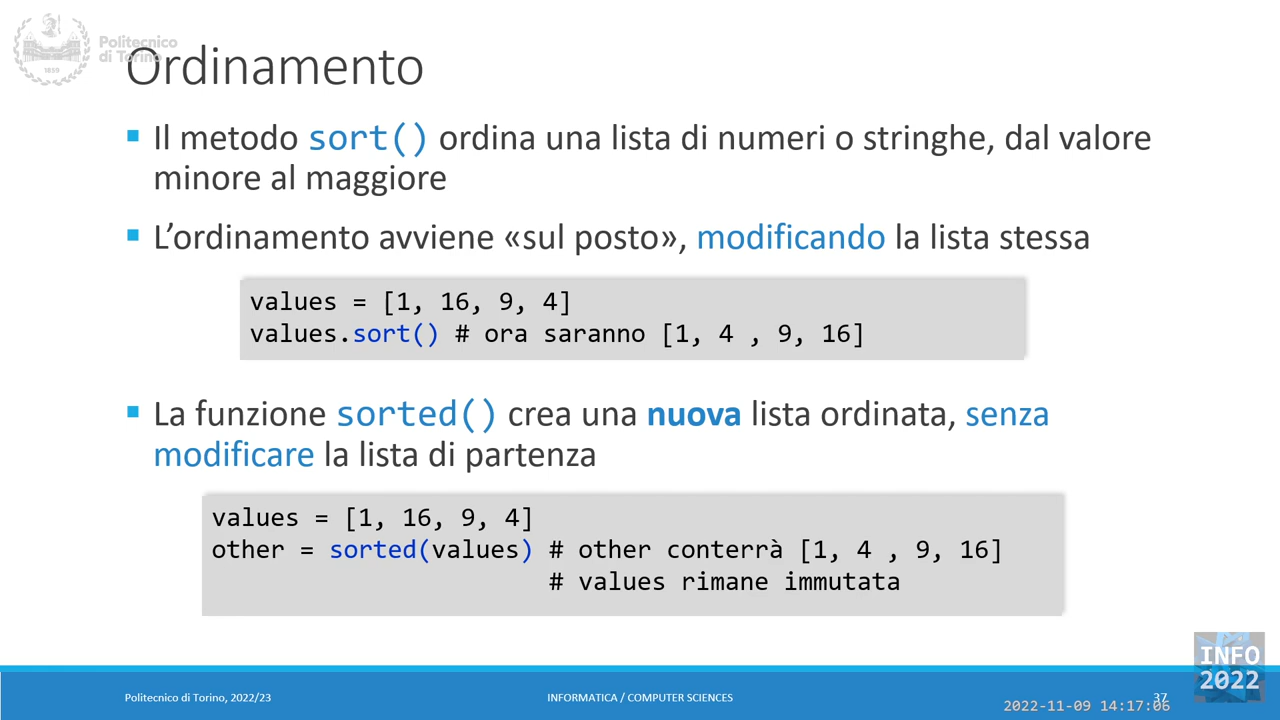 Politecnico
di Torino
1859
Ordinamento
Il metodo sort() ordina una lista di numeri o stringhe, dal valore
minore al maggiore
L’ordinamento avviene «sul posto», modificando la lista stessa
values = [1, 16, 9, 4]
values.sort() # ora saranno [1, 4 , 9, 16]
La funzione sorted() crea una nuova lista ordinata, senza
modificare la lista di partenza
values = [1, 16, 9, 4]
other = sorted(values) # other conterrà [1, 4 , 9, 16]
# values rimane immutata
INFO
2022
Politecnico di Torino, 2022/23
INFORMATICA / COMPUTER SCIENCES
37
2022-11-09 14:17:06